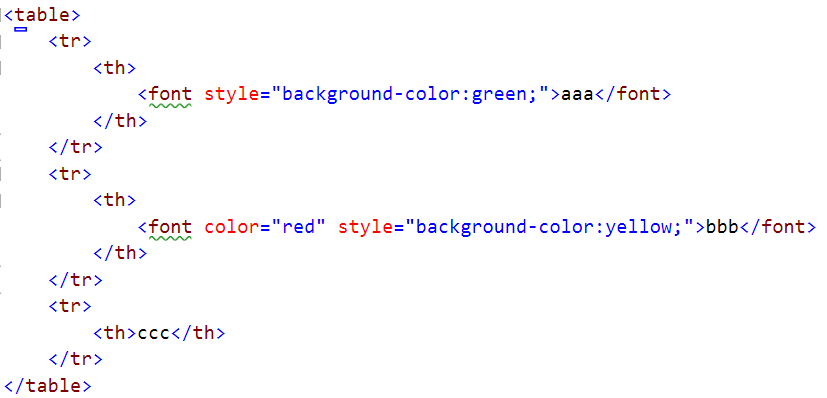 <table>
<tr>
<th>
<font style="background-color:green;">aaa</font>
</th>
</tr>
<tr>
<th>
<font color="red" style="background-color:yellow;">bbb</font>
</th>
</tr>
<tr>
<th>ccc</th>
</tr>
</table>